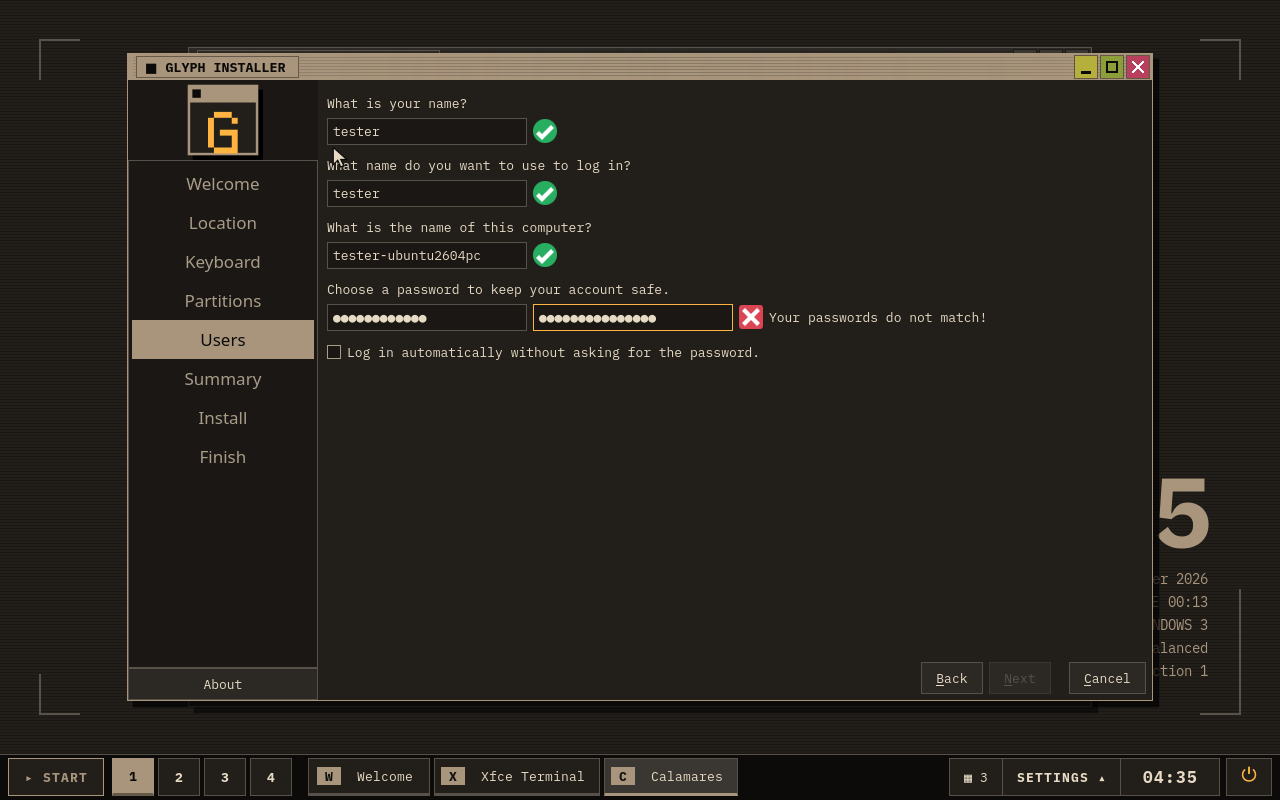 GLYPH INSTALLER
G
What is your name?
tester
What name do you want to use to log in?
tester
What is the name of this computer?
tester-ubuntu2604pc
Choose a password to keep your account safe.
●●●●●●●●●●●● ●●●●●●●●●●●●●●● Your passwords do not match!
Log in automatically without asking for the password.
Welcome
Location
Keyboard
Partitions
Users
Summary
Install
Finish
About
Back Next Cancel
5
2026
00:13
3
1
▸ START 1 2 3 4 W Welcome X Xfce Terminal C Calamares 3 SETTINGS ▴ 04:35